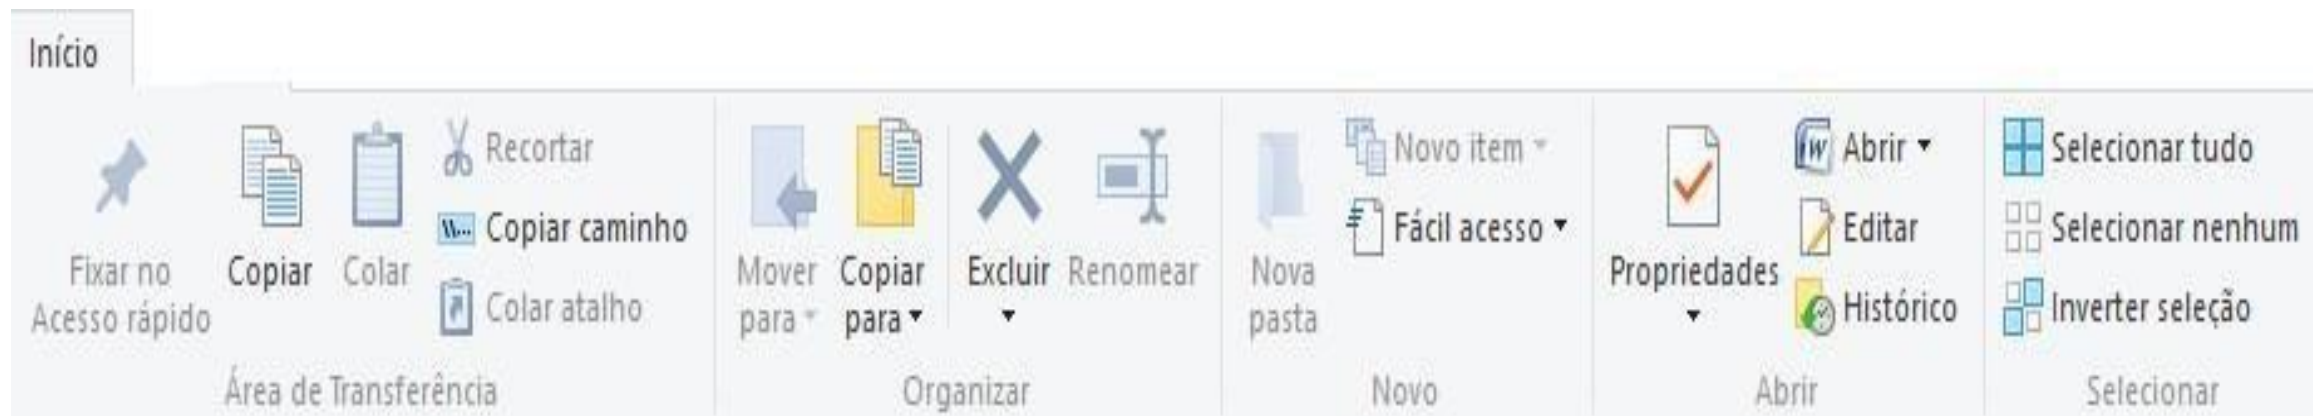 Início
Fixar no
Acesso rápido
Copiar
Colar
Recortar
Copiar caminho
Colar atalho
Área de Transferência
Mover
para
Copiar
para
Excluir
Renomear
Organizar
Nova
pasta
Novo item
Fácil acesso
Novo
Propriedades
Abrir
Editar
Histórico
Abrir
Selecionar tudo
Selecionar nenhum
Inverter seleção
Selecionar